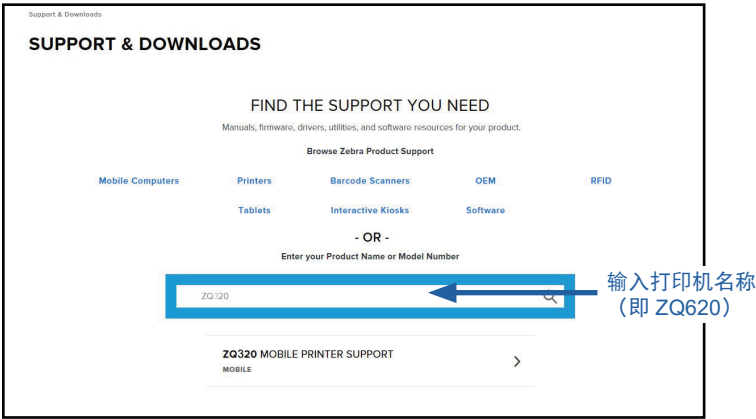 Support & Downloads
SUPPORT & DOWNLOADS
FIND THE SUPPORT YOU NEED
Manuals, firmware, drivers, utilities, and software resources for your product.
Browse Zebra Product Support
Mobile Computers Printers Barcode Scanners OEM RFID
Tablets Interactive Kiosks Software
- OR -
Enter your Product Name or Model Number
ZQ320
输入打印机名称
（即 ZQ620）
ZQ320 MOBILE PRINTER SUPPORT
MOBILE